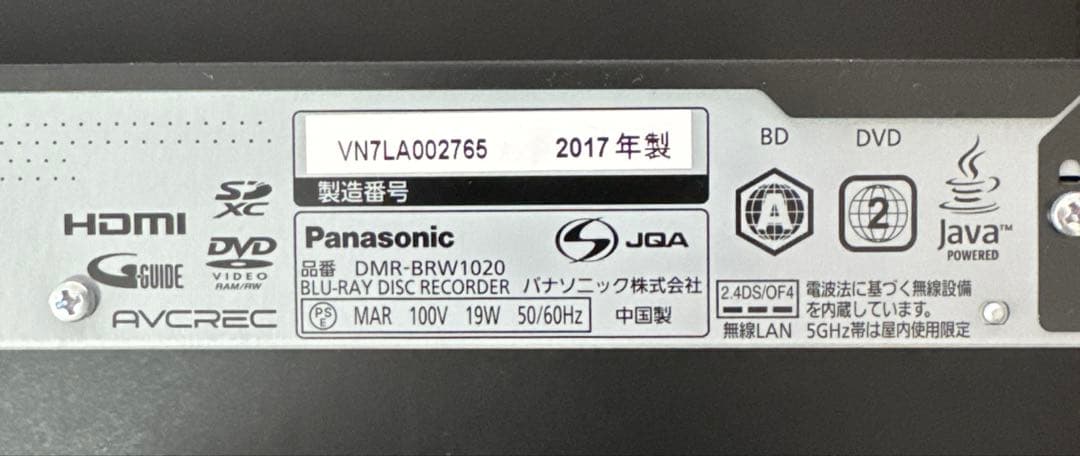 VN7LA002765 2017年製
製造番号
HDMI
SD XC
G-GUIDE
DVD
VIDEO
RAM/RW
AVCREC
Panasonic
JQA
品番 DMR-BRW1020
BLU-RAY DISC RECORDER パナソニック株式会社
PS E MAR 100V 19W 50/60Hz 中国製
BD
A
DVD
2
Java™
POWERED
2.4DS/OF4
無線LAN
電波法に基づく無線設備
を内蔵しています。
5GHz帯は屋内使用限定